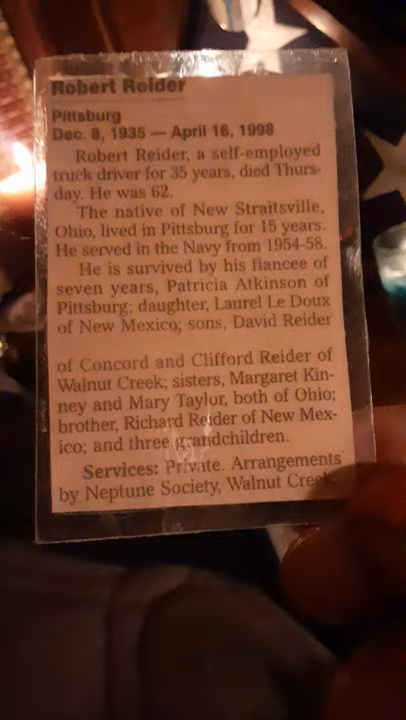 Robert Reider
Pittsburg
Dec. 8, 1935 — April 16, 1998
Robert Reider, a self-employed
truck driver for 35 years, died Thurs-
day. He was 62.
The native of New Straitsville,
Ohio, lived in Pittsburg for 15 years.
He served in the Navy from 1954-58.
He is survived by his fiancee of
seven years, Patricia Atkinson of
Pittsburg; daughter, Laurel Le Doux
of New Mexico; sons, David Reider
of Concord and Clifford Reider of
Walnut Creek; sisters, Margaret Kin-
ney and Mary Taylor, both of Ohio;
brother, Richard Reider of New Mex-
ico; and three grandchildren.
Services: Private. Arrangements
by Neptune Society, Walnut Creek.